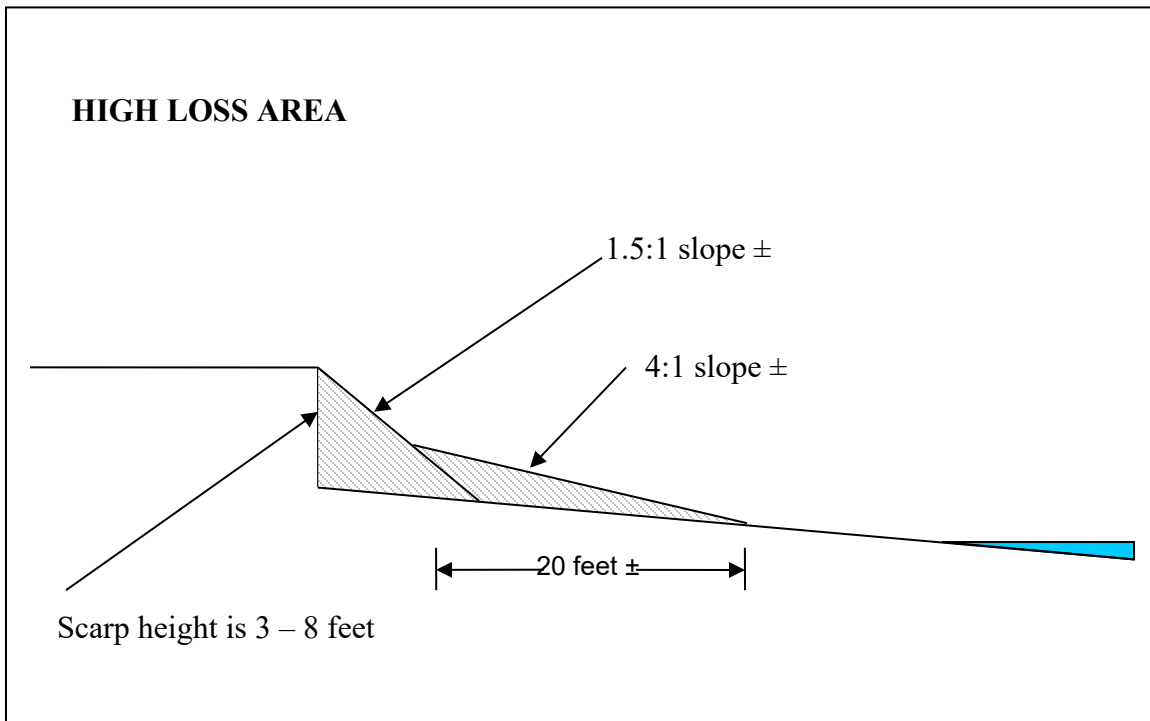 HIGH LOSS AREA
1.5:1 slope ±
4:1 slope ±
20 feet ±
Scarp height is 3 – 8 feet